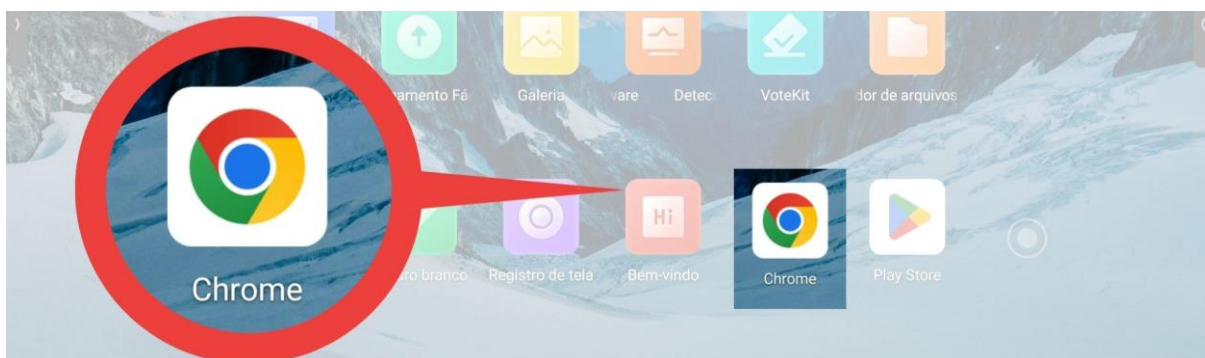 amento Fá
Galeria
ware
Detec
VoteKit
dor de arquivos
Chrome
ro branco
Registro de tela
Hi
Bem-vindo
Chrome
Play Store